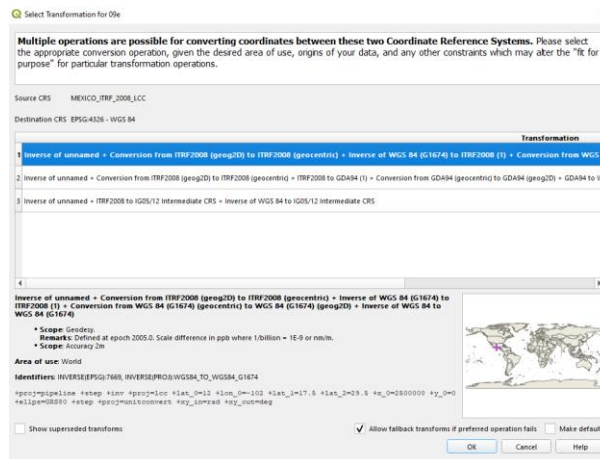 Select Transformation for 09e
Multiple operations are possible for converting coordinates between these two Coordinate Reference Systems. Please select
the appropriate conversion operation, given the desired area of use, origins of your data, and any other constraints which may alter the "fit for
purpose" for particular transformation operations.
Source CRS MEXICO_ITRF_2008_LCC
Destination CRS EPSG:4326 - WGS 84
Transformation
1 Inverse of unnamed + Conversion from ITRF2008 (geog2D) to ITRF2008 (geocentric) + Inverse of WGS 84 (G1674) to ITRF2008 (1) + Conversion from WGS
2 Inverse of unnamed + Conversion from ITRF2008 (geog2D) to ITRF2008 (geocentric) + ITRF2008 to GDA94 (1) + Conversion from GDA94 (geocentric) to GDA94 (geog2D) + GDA94 to
3 Inverse of unnamed + ITRF2008 to IG05/12 Intermediate CRS + Inverse of WGS 84 to IG05/12 Intermediate CRS
Inverse of unnamed + Conversion from ITRF2008 (geog2D) to ITRF2008 (geocentric) + Inverse of WGS 84 (G1674) to
ITRF2008 (1) + Conversion from WGS 84 (G1674) (geocentric) to WGS 84 (G1674) (geog2D) + Inverse of WGS 84 to
WGS 84 (G1674)
• Scope: Geodesy.
Remarks: Defined at epoch 2005.0. Scale difference in ppb where 1/billion = 1E-9 or nm/m.
• Scope: Accuracy 2m
Area of use: World
Identifiers: INVERSE(EPSG):7669, INVERSE(PROJ):WGS84_TO_WGS84_G1674
+proj=pipeline +step +inv +proj=lcc +lat_0=12 +lon_0=-102 +lat_1=17.5 +lat_2=29.5 +x_0=2500000 +y_0=0
+ellps=GRS80 +step +proj=unitconvert +xy_in=rad +xy_out=deg
Show superseded transforms
Allow fallback transforms if preferred operation fails
Make default
OK
Cancel
Help